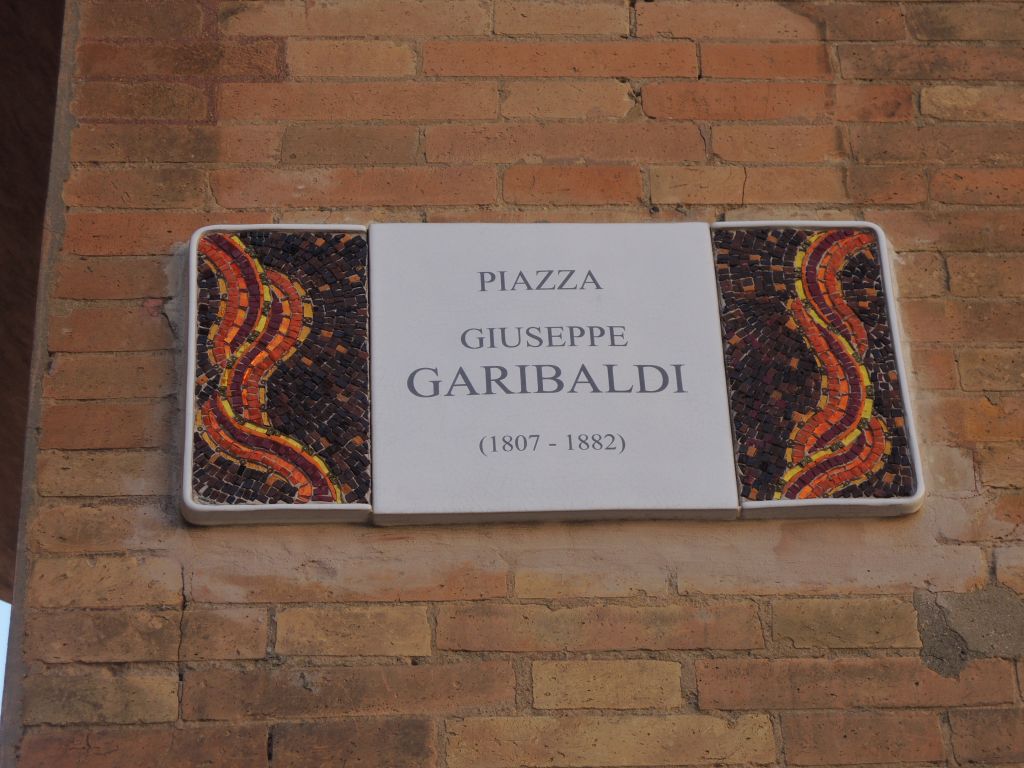 PIAZZA
GIUSEPPE
GARIBALDI
(1807 - 1882)